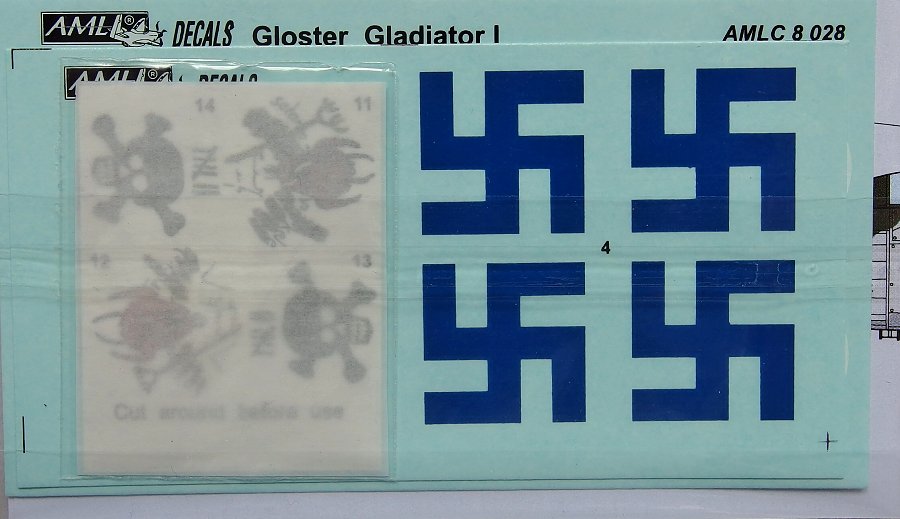 AML® DECALS Gloster Gladiator I AMLC 8 028
AML® DECALS
14 11
4
12 13
Cut around before use